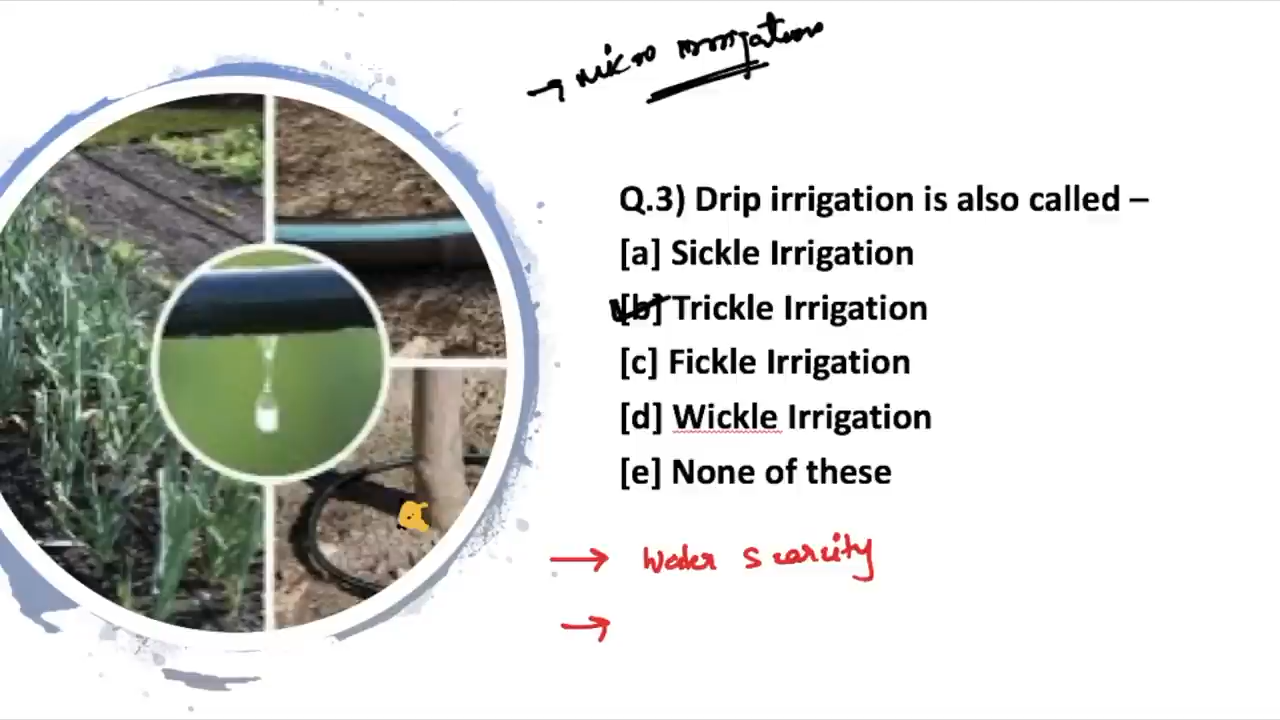 → micro irrigation
Q.3) Drip irrigation is also called –
[a] Sickle Irrigation
[b] Trickle Irrigation
[c] Fickle Irrigation
[d] Wickle Irrigation
[e] None of these
→ Water scarcity
→